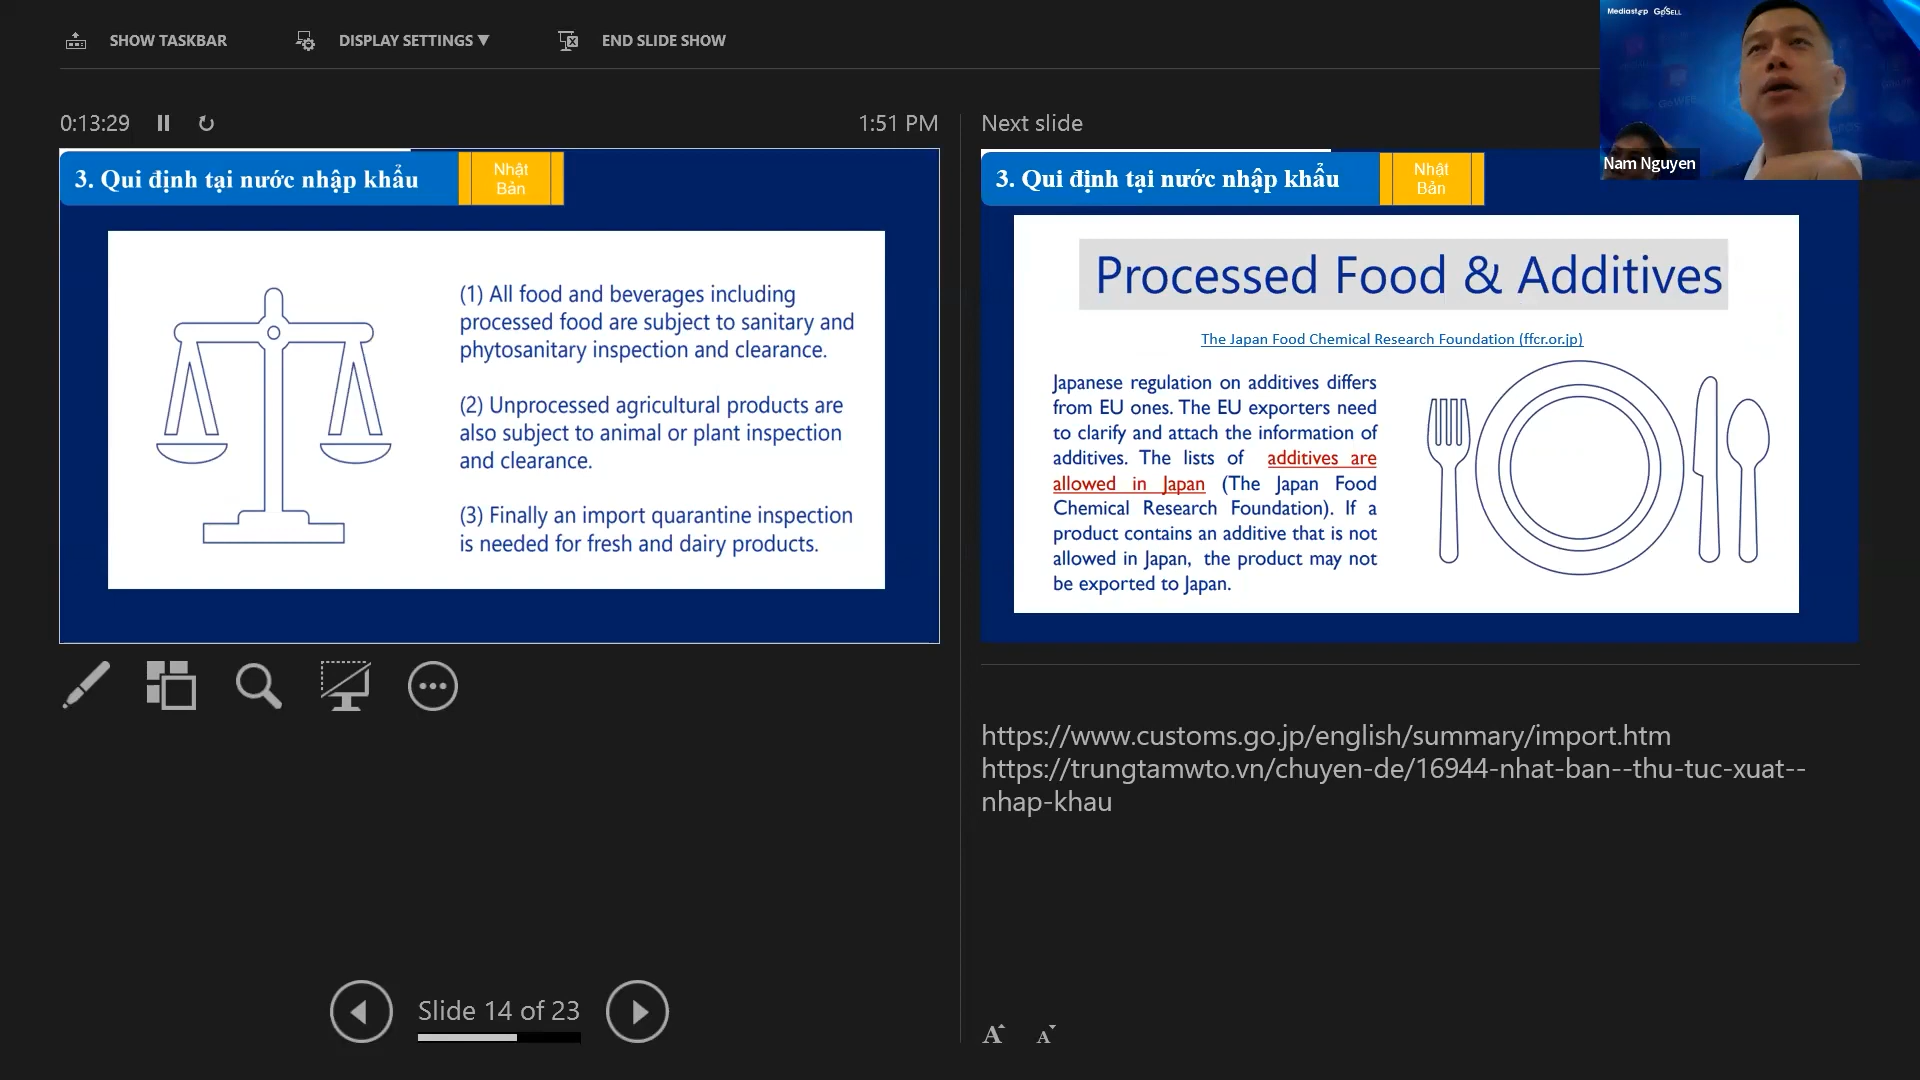 SHOW TASKBAR
DISPLAY SETTINGS ▼
END SLIDE SHOW
Mediastep GoSELL
Nam Nguyen
0:13:29
1:51 PM
3. Qui định tại nước nhập khẩu
Nhật
Bản
(1) All food and beverages including
processed food are subject to sanitary and
phytosanitary inspection and clearance.
(2) Unprocessed agricultural products are
also subject to animal or plant inspection
and clearance.
(3) Finally an import quarantine inspection
is needed for fresh and dairy products.
Slide 14 of 23
Next slide
3. Qui định tại nước nhập khẩu
Nhật
Bản
Processed Food & Additives
The Japan Food Chemical Research Foundation (ffcr.or.jp)
Japanese regulation on additives differs
from EU ones. The EU exporters need
to clarify and attach the information of
additives. The lists of additives are
allowed in Japan (The Japan Food
Chemical Research Foundation). If a
product contains an additive that is not
allowed in Japan, the product may not
be exported to Japan.
https://www.customs.go.jp/english/summary/import.htm
https://trungtamwto.vn/chuyen-de/16944-nhat-ban--thu-tuc-xuat--
nhap-khau
A A